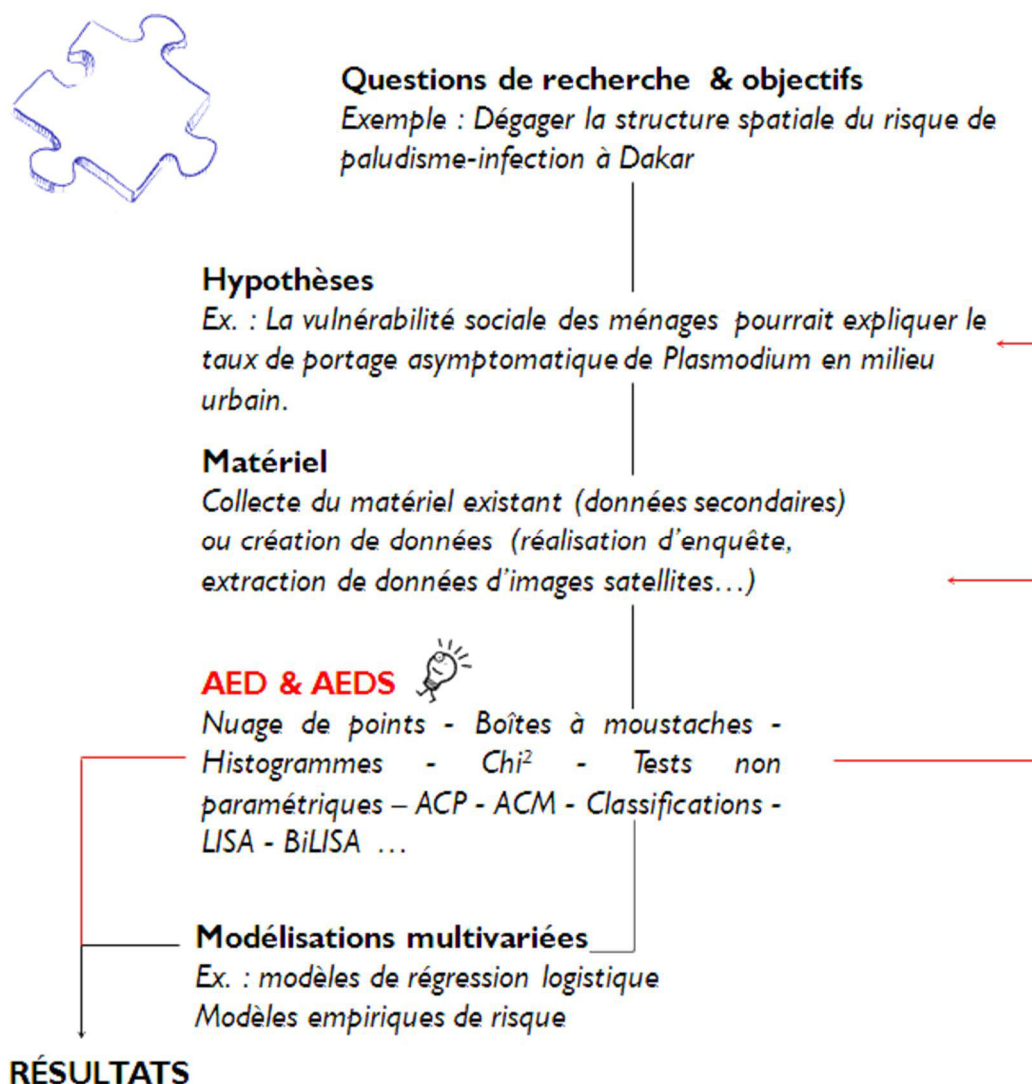 Questions de recherche & objectifs
Exemple : Dégager la structure spatiale du risque de
paludisme-infection à Dakar
Hypothèses
Ex. : La vulnérabilité sociale des ménages pourrait expliquer le
taux de portage asymptomatique de Plasmodium en milieu
urbain.
Matériel
Collecte du matériel existant (données secondaires)
ou création de données (réalisation d'enquête,
extraction de données d'images satellites...)
AED & AEDS
Nuage de points - Boîtes à moustaches -
Histogrammes - Chi² - Tests non
paramétriques – ACP - ACM - Classifications -
LISA - BiLISA ...
Modélisations multivariées
Ex. : modèles de régression logistique
Modèles empiriques de risque
RÉSULTATS